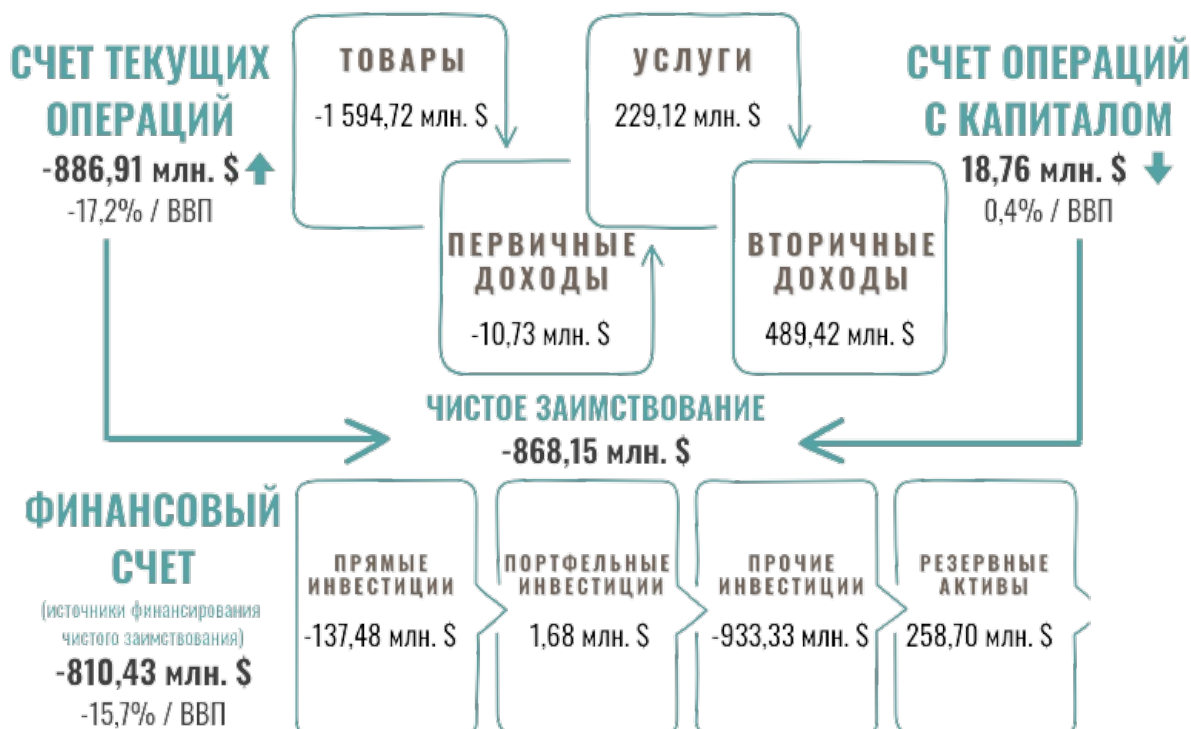 СЧЕТ ТЕКУЩИХ
ОПЕРАЦИЙ
-886,91 млн. $
-17,2% / ВВП
ТОВАРЫ
-1 594,72 млн. $
УСЛУГИ
229,12 млн. $
ПЕРВИЧНЫЕ
ДОХОДЫ
-10,73 млн. $
ВТОРИЧНЫЕ
ДОХОДЫ
489,42 млн. $
СЧЕТ ОПЕРАЦИЙ
С КАПИТАЛОМ
18,76 млн. $
0,4% / ВВП
ЧИСТОЕ ЗАИМСТВОВАНИЕ
-868,15 млн. $
ФИНАНСОВЫЙ
СЧЕТ
(источники финансирования
чистого заимствования)
-810,43 млн. $
-15,7% / ВВП
ПРЯМЫЕ
ИНВЕСТИЦИИ
-137,48 млн. $
ПОРТФЕЛЬНЫЕ
ИНВЕСТИЦИИ
1,68 млн. $
ПРОЧИЕ
ИНВЕСТИЦИИ
-933,33 млн. $
РЕЗЕРВНЫЕ
АКТИВЫ
258,70 млн. $